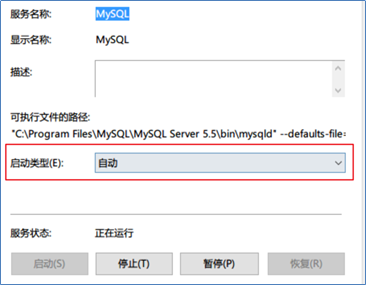 服务名称: MySQL
显示名称: MySQL
描述:
可执行文件的路径:
"C:\Program Files\MySQL\MySQL Server 5.5\bin\mysqld" --defaults-file=
启动类型(E): 自动
服务状态: 正在运行
启动(S) 停止(T) 暂停(P) 恢复(R)